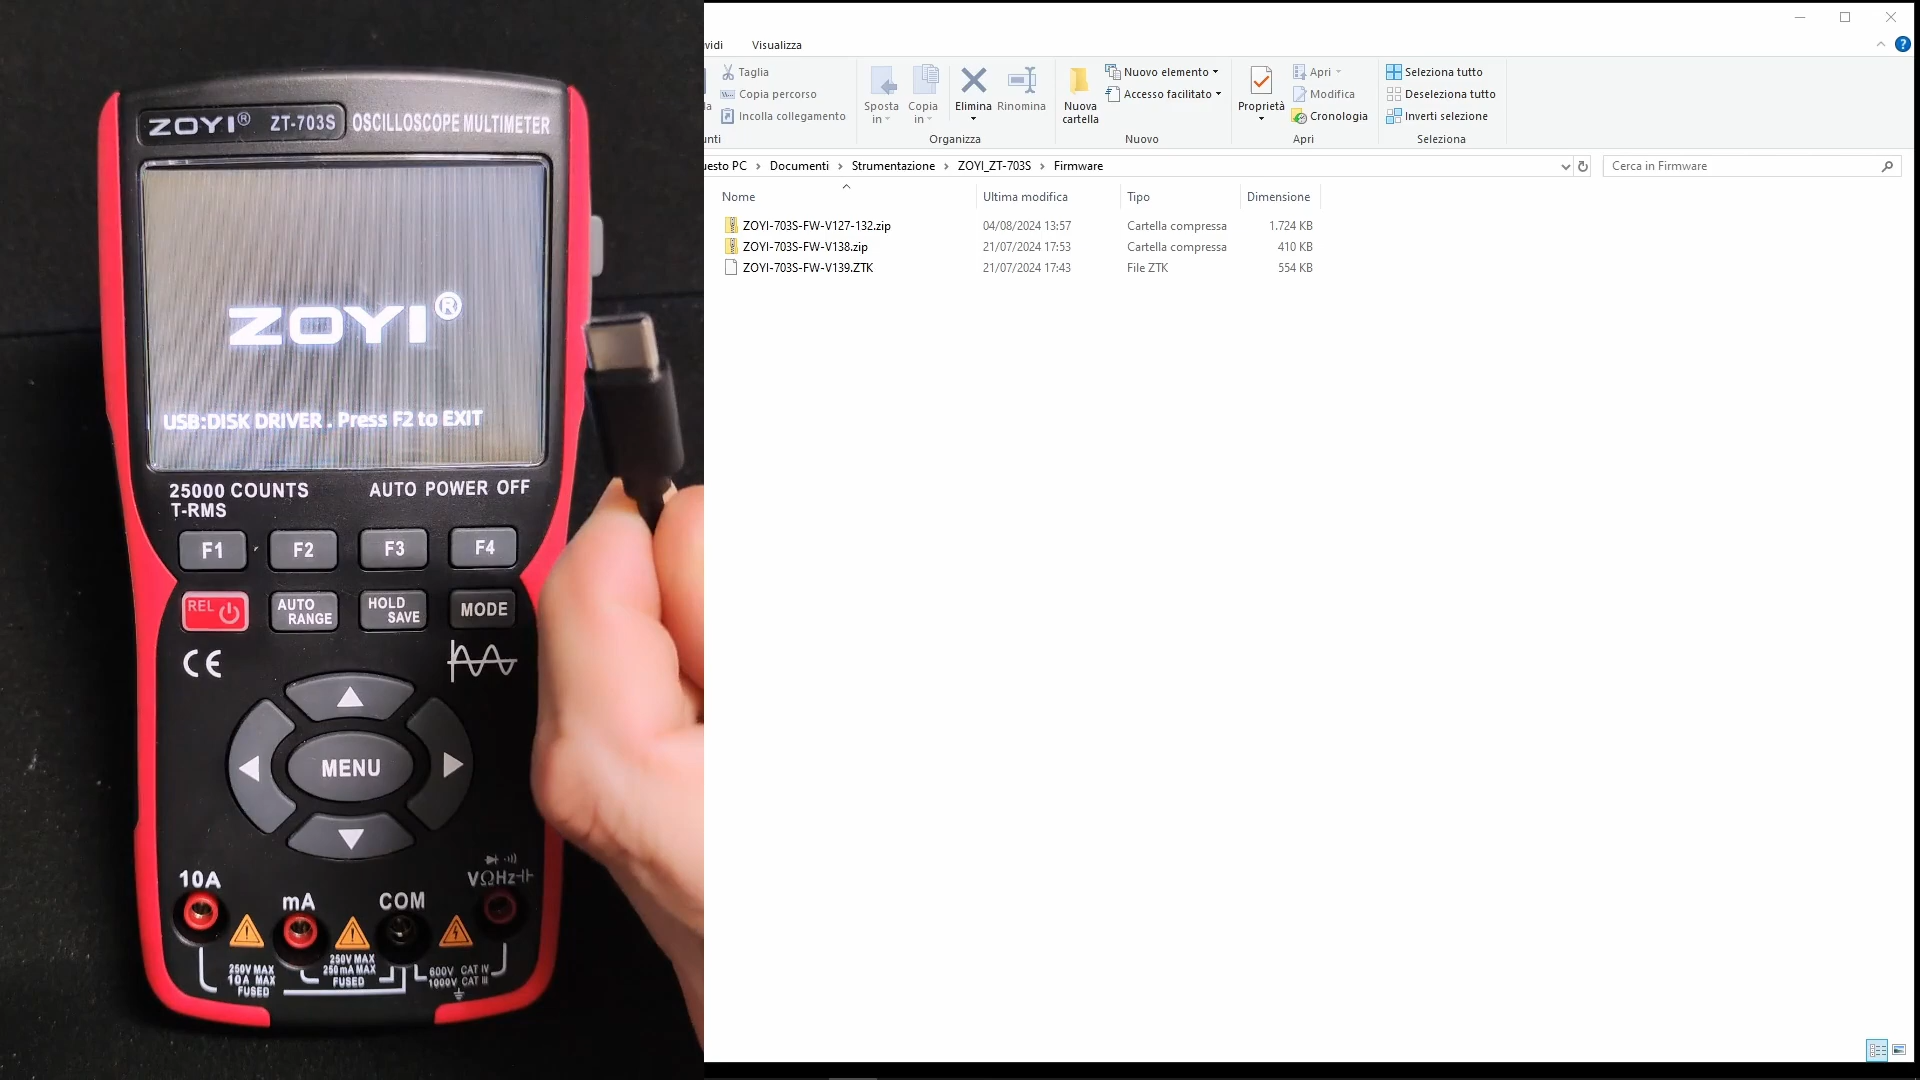 ZOYI® ZT-703S OSCILLOSCOPE MULTIMETER
ZOYI®
USB:DISK DRIVER . Press F2 to EXIT
25000 COUNTS AUTO POWER OFF
T-RMS
F1 F2 F3 F4
REL AUTO RANGE HOLD SAVE MODE
CE
MENU
10A mA COM VΩHz
250V MAX
10A MAX
FUSED
250V MAX
250mA MAX
FUSED
600V CAT IV
1000V CAT III
vidi Visualizza
Taglia
Copia percorso
Incolla collegamento
Sposta in
Copia in
Elimina
Rinomina
Organizza
Nuova cartella
Nuovo elemento
Accesso facilitato
Nuovo
Proprietà
Apri
Modifica
Cronologia
Apri
Seleziona tutto
Deseleziona tutto
Inverti selezione
Seleziona
uesto PC > Documenti > Strumentazione > ZOYI_ZT-703S > Firmware
Cerca in Firmware
Nome Ultima modifica Tipo Dimensione
ZOYI-703S-FW-V127-132.zip 04/08/2024 13:57 Cartella compressa 1.724 KB
ZOYI-703S-FW-V138.zip 21/07/2024 17:53 Cartella compressa 410 KB
ZOYI-703S-FW-V139.ZTK 21/07/2024 17:43 File ZTK 554 KB